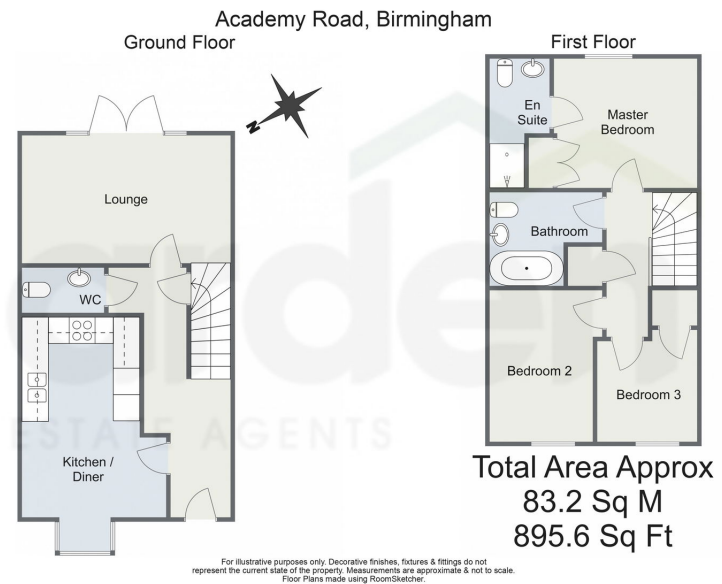 Academy Road, Birmingham
Ground Floor
First Floor
N
En
Suite
Master
Bedroom
Lounge
Bathroom
WC
Bedroom 2
Bedroom 3
Kitchen /
Diner
arden
ESTATE AGENTS
Total Area Approx
83.2 Sq M
895.6 Sq Ft
For illustrative purposes only. Decorative finishes, fixtures & fittings do not
represent the current state of the property. Measurements are approximate & not to scale.
Floor Plans made using RoomSketcher.